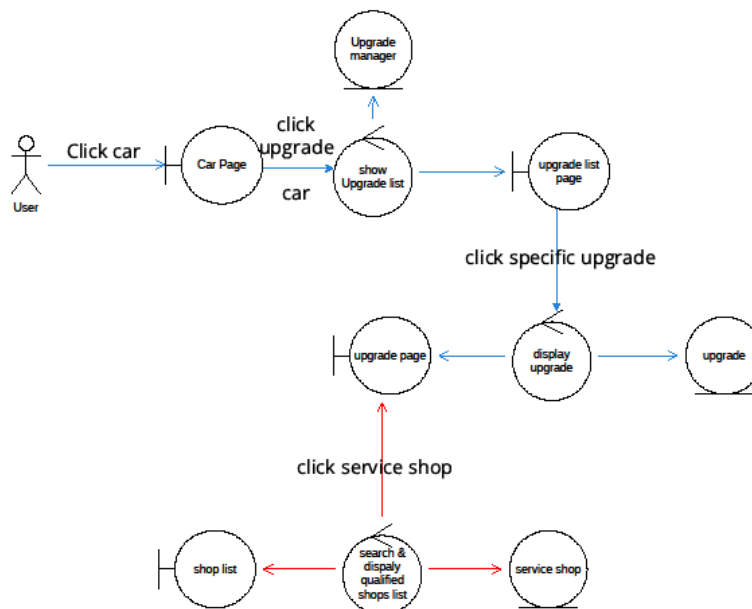 Upgrade
manager
Click car
click
upgrade
car
User
Car Page
show
Upgrade list
upgrade list
page
click specific upgrade
upgrade page
display
upgrade
upgrade
click service shop
shop list
search &
dispaly
qualified
shops list
service shop